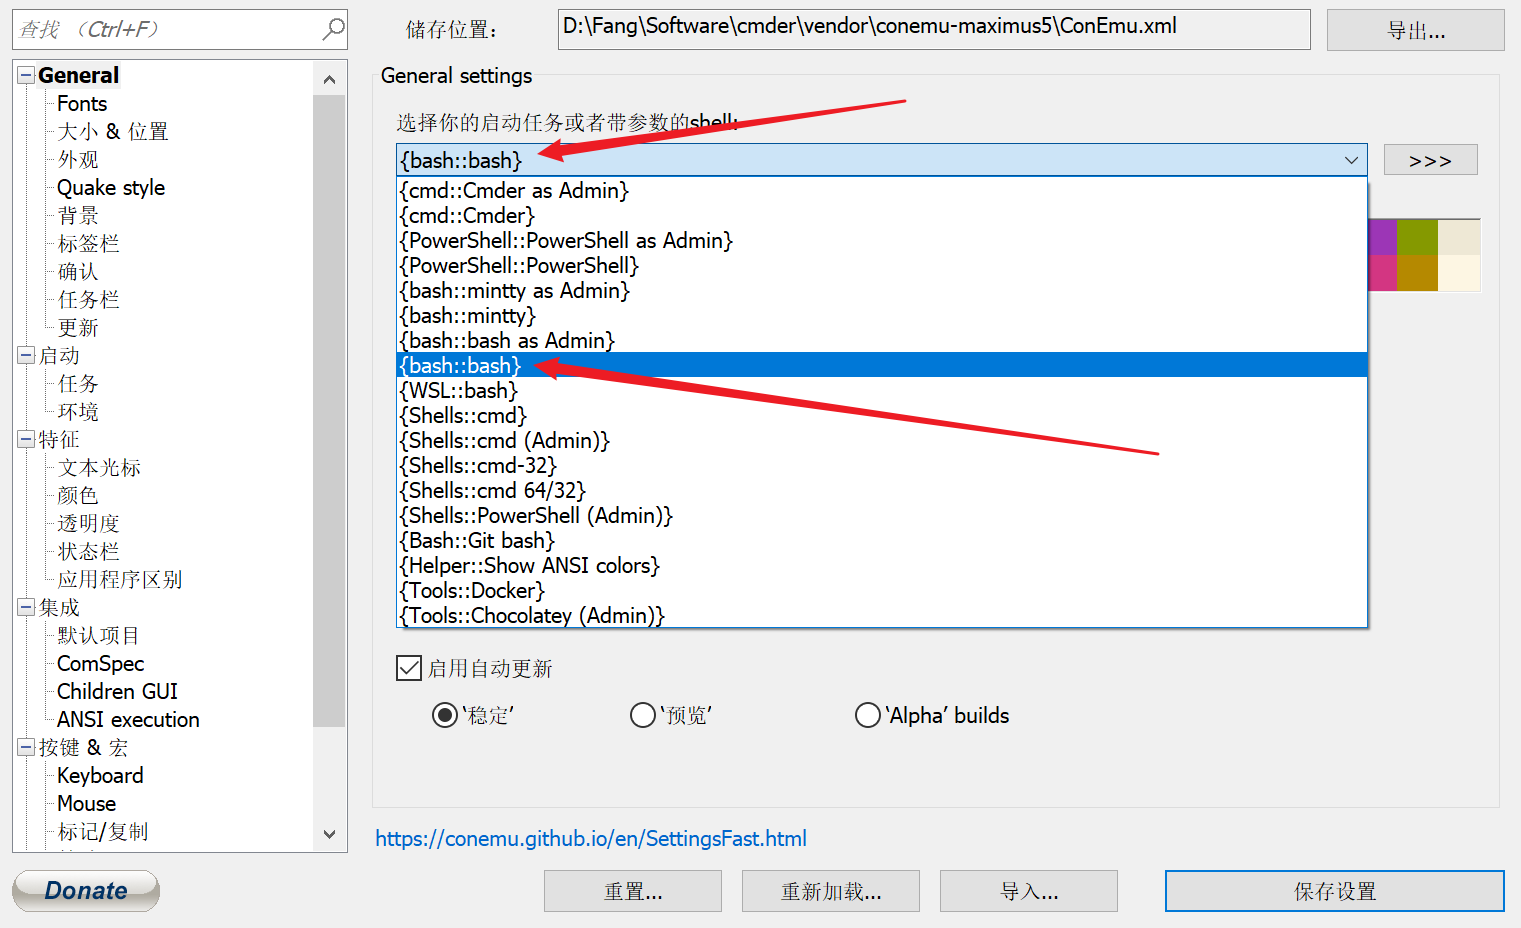 查找 （Ctrl+F）
储存位置：
D:\Fang\Software\cmder\vendor\conemu-maximus5\ConEmu.xml
导出...
General
Fonts
大小 & 位置
外观
Quake style
背景
标签栏
确认
任务栏
更新
启动
任务
环境
特征
文本光标
颜色
透明度
状态栏
应用程序区别
集成
默认项目
ComSpec
Children GUI
ANSI execution
按键 & 宏
Keyboard
Mouse
标记/复制
General settings
选择你的启动任务或者带参数的shell:
{bash::bash}
>>>
{cmd::Cmder as Admin}
{cmd::Cmder}
{PowerShell::PowerShell as Admin}
{PowerShell::PowerShell}
{bash::mintty as Admin}
{bash::mintty}
{bash::bash as Admin}
{bash::bash}
{WSL::bash}
{Shells::cmd}
{Shells::cmd (Admin)}
{Shells::cmd-32}
{Shells::cmd 64/32}
{Shells::PowerShell (Admin)}
{Bash::Git bash}
{Helper::Show ANSI colors}
{Tools::Docker}
{Tools::Chocolatey (Admin)}
启用自动更新
‘稳定’
‘预览’
‘Alpha’ builds
https://conemu.github.io/en/SettingsFast.html
Donate
重置...
重新加载...
导入...
保存设置